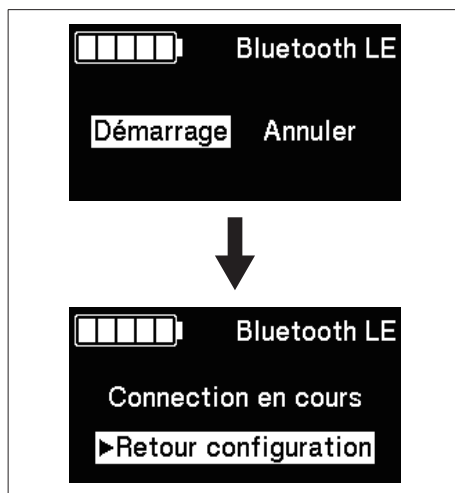 Bluetooth LE
Démarrage Annuler
Bluetooth LE
Connection en cours
►Retour configuration